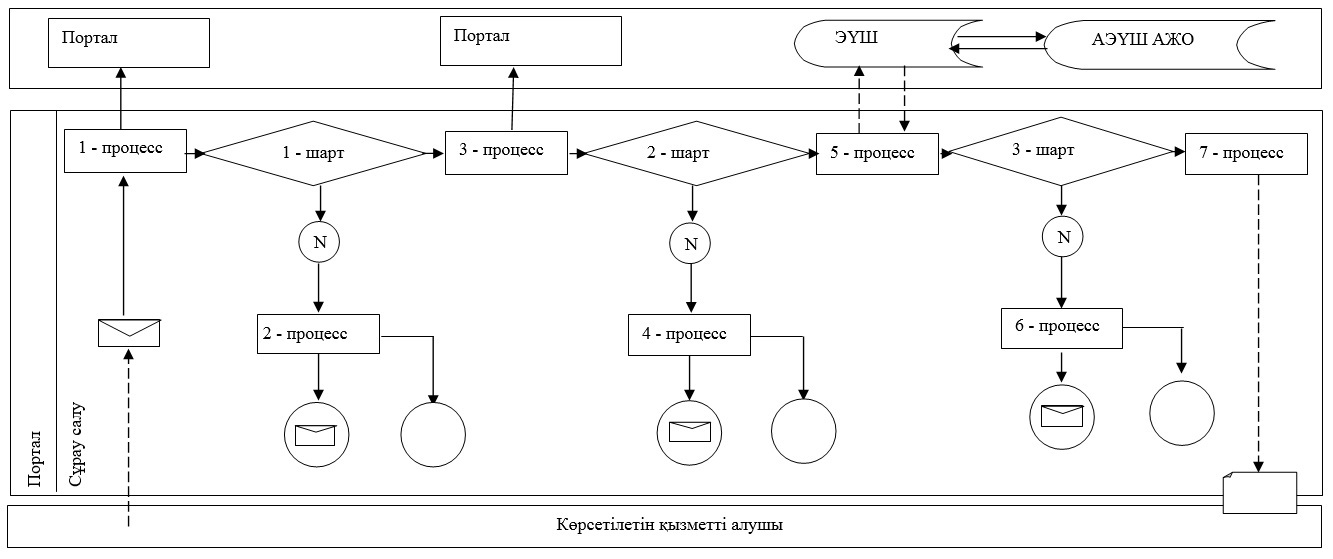 Портал
Портал
ЭҮШ
АЭҮШ АЖО
1 - процесс
1 - шарт
3 - процесс
2 - шарт
5 - процесс
3 - шарт
7 - процесс
N
N
N
2 - процесс
4 - процесс
6 - процесс
Портал
Сұрау салу
Көрсетілетін қызметті алушы